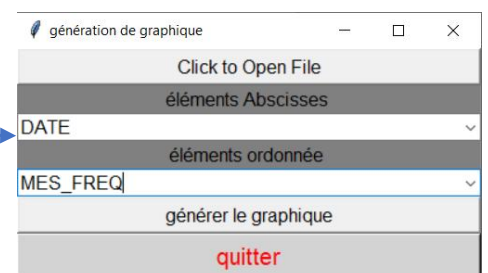 génération de graphique
Click to Open File
éléments Abscisses
DATE
éléments ordonnée
MES_FREQ
générer le graphique
quitter